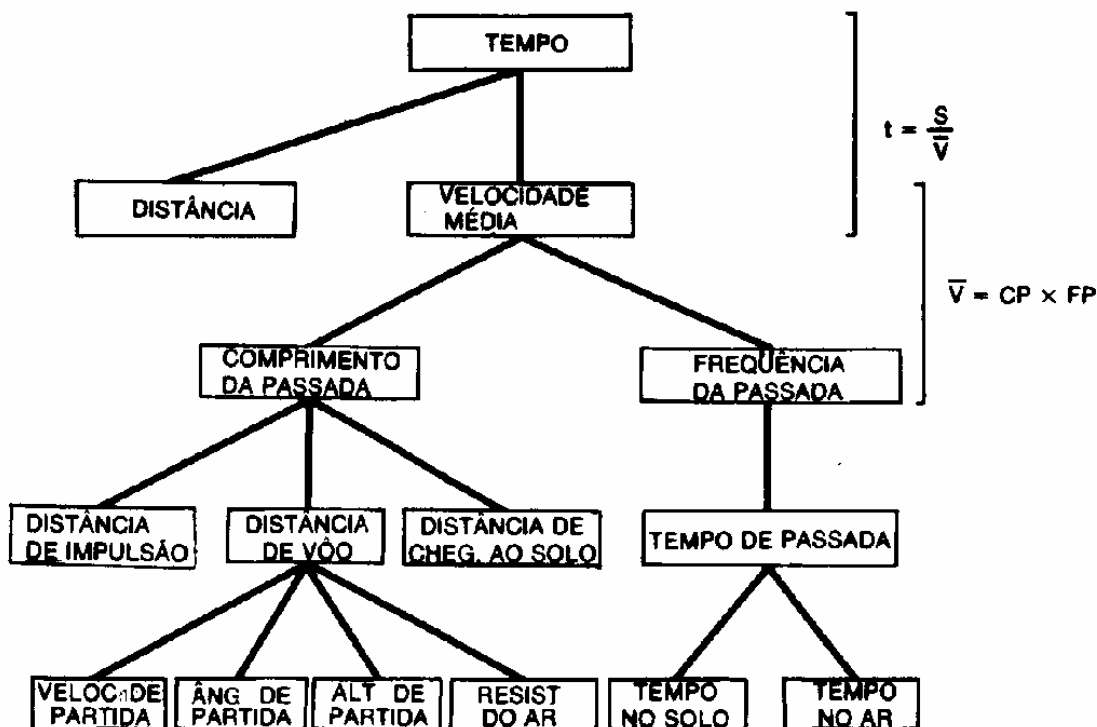 TEMPO
t = S
V̅
DISTÂNCIA
VELOCIDADE
MÉDIA
V̅ = CP × FP
COMPRIMENTO
DA PASSADA
FREQUÊNCIA
DA PASSADA
DISTÂNCIA
DE IMPULSÃO
DISTÂNCIA
DE VÔO
DISTÂNCIA DE
CHEG. AO SOLO
TEMPO DE PASSADA
VELOC. DE
PARTIDA
ÂNG DE
PARTIDA
ALT DE
PARTIDA
RESIST
DO AR
TEMPO
NO SOLO
TEMPO
NO AR